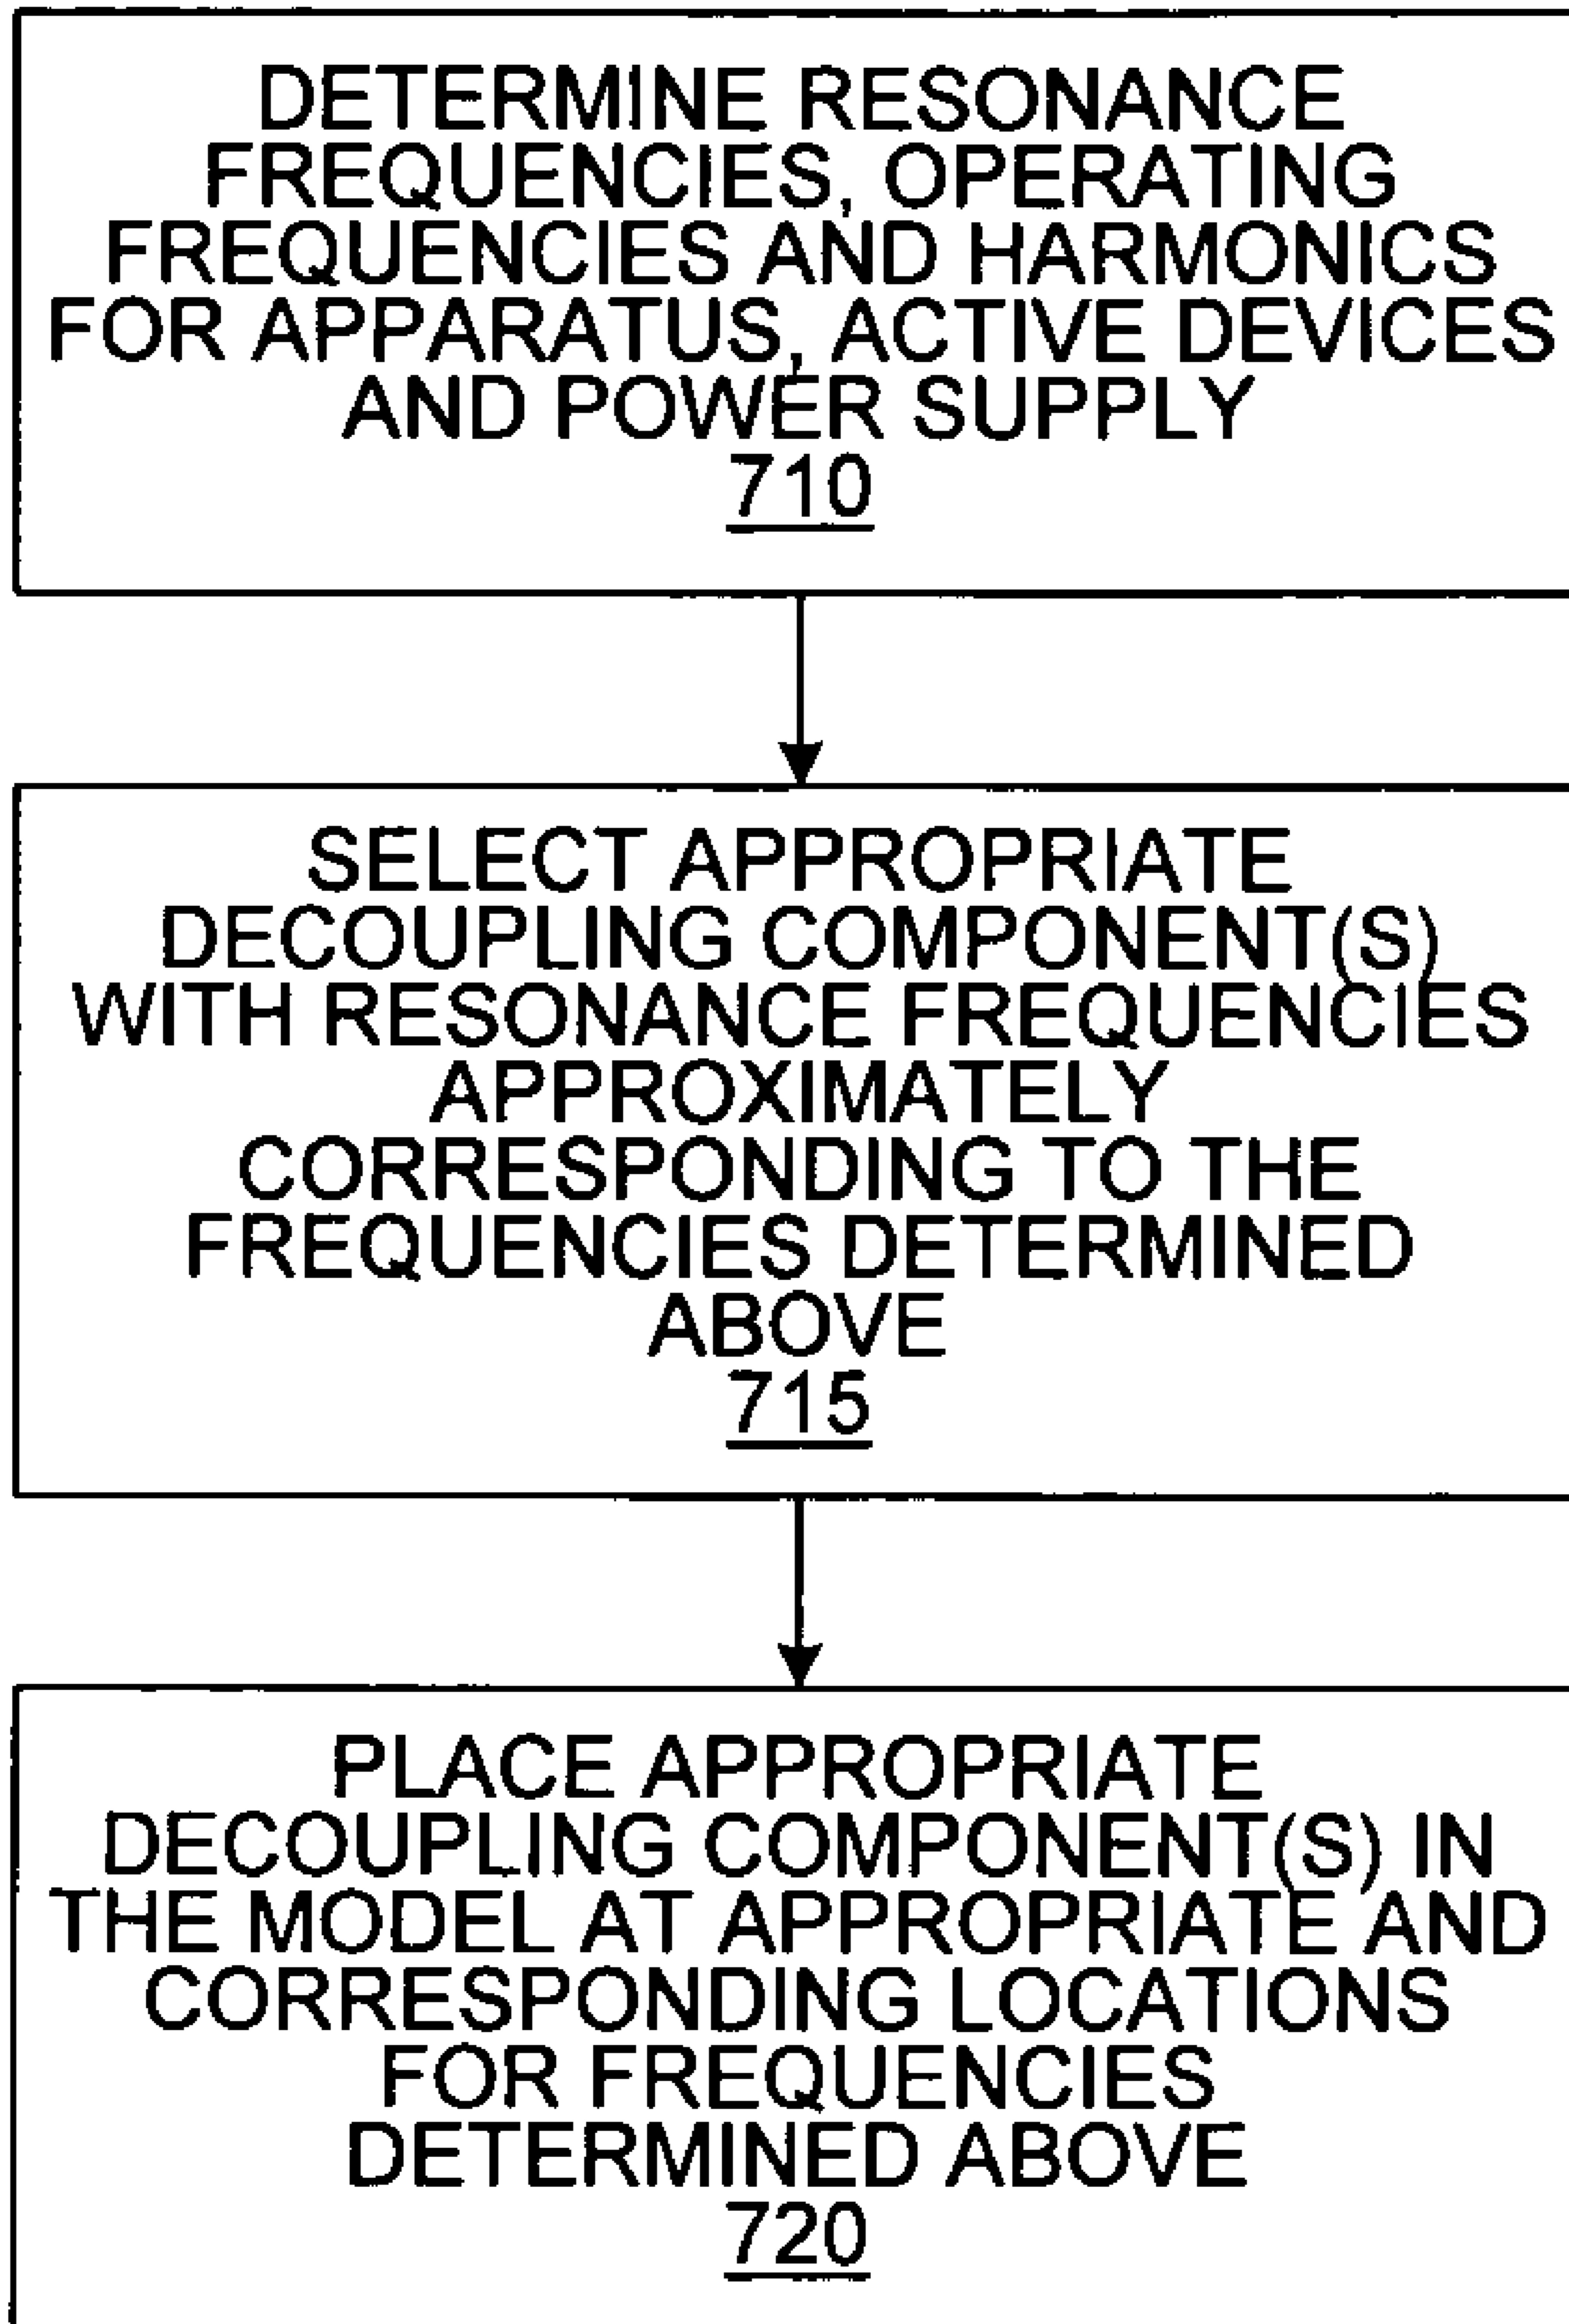 DETERMINE RESONANCE
FREQUENCIES, OPERATING
FREQUENCIES AND HARMONICS
FOR APPARATUS, ACTIVE DEVICES
AND POWER SUPPLY
710
SELECT APPROPRIATE
DECOUPLING COMPONENT(S)
WITH RESONANCE FREQUENCIES
APPROXIMATELY
CORRESPONDING TO THE
FREQUENCIES DETERMINED
ABOVE
715
PLACE APPROPRIATE
DECOUPLING COMPONENT(S) IN
THE MODEL AT APPROPRIATE AND
CORRESPONDING LOCATIONS
FOR FREQUENCIES
DETERMINED ABOVE
720